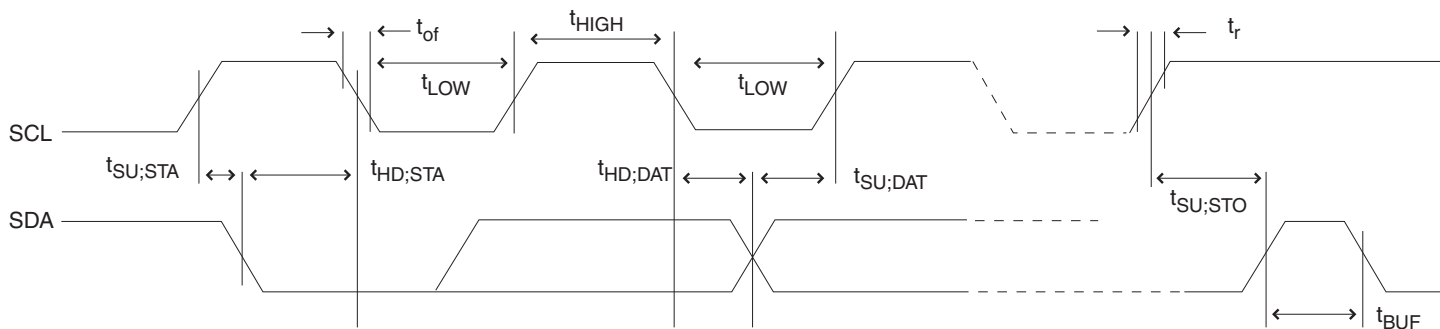 t_of
t_HIGH
t_r
t_LOW
t_LOW
SCL
t_SU;STA
t_HD;STA
t_HD;DAT
t_SU;DAT
t_SU;STO
SDA
t_BUF